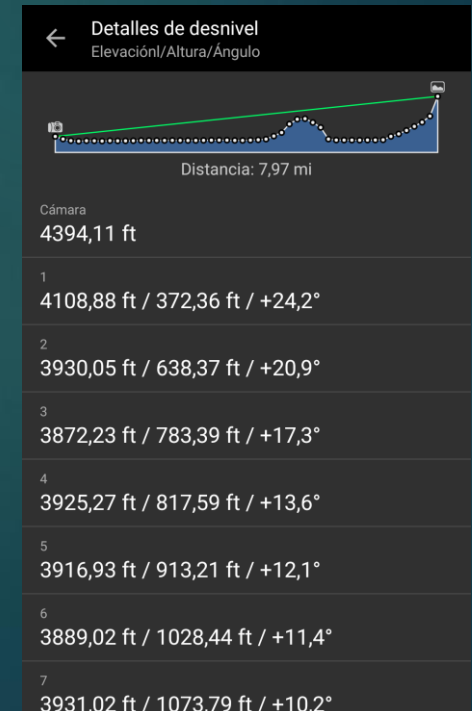 Detalles de desnivel
Elevaciónl/Altura/Ángulo
Distancia: 7,97 mi
Cámara
4394,11 ft
1
4108,88 ft / 372,36 ft / +24,2°
2
3930,05 ft / 638,37 ft / +20,9°
3
3872,23 ft / 783,39 ft / +17,3°
4
3925,27 ft / 817,59 ft / +13,6°
5
3916,93 ft / 913,21 ft / +12,1°
6
3889,02 ft / 1028,44 ft / +11,4°
7
3931,02 ft / 1073,79 ft / +10,2°